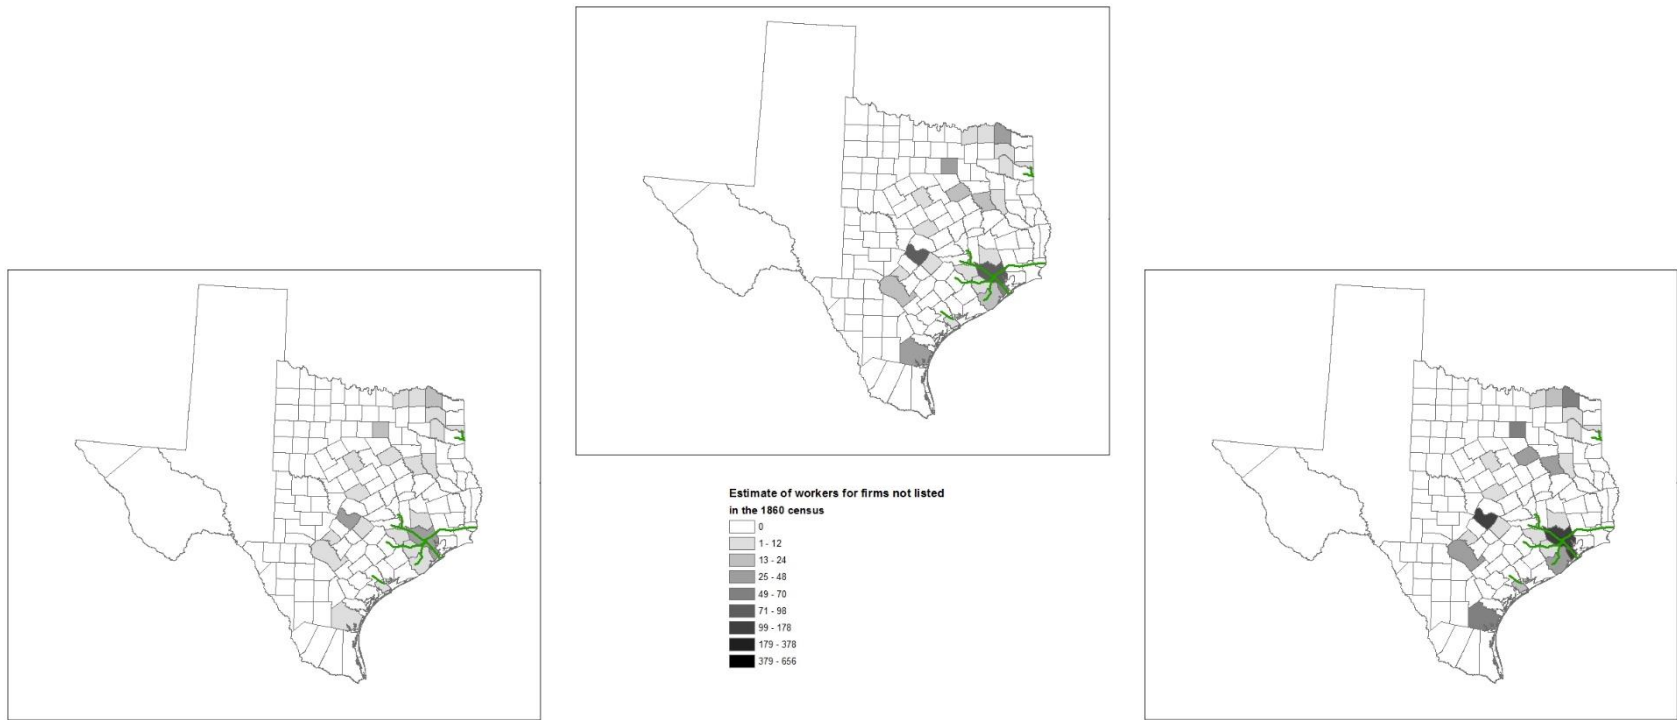 Estimate of workers for firms not listed
in the 1860 census
0
1 - 12
13 - 24
25 - 48
49 - 70
71 - 98
99 - 178
179 - 378
379 - 656